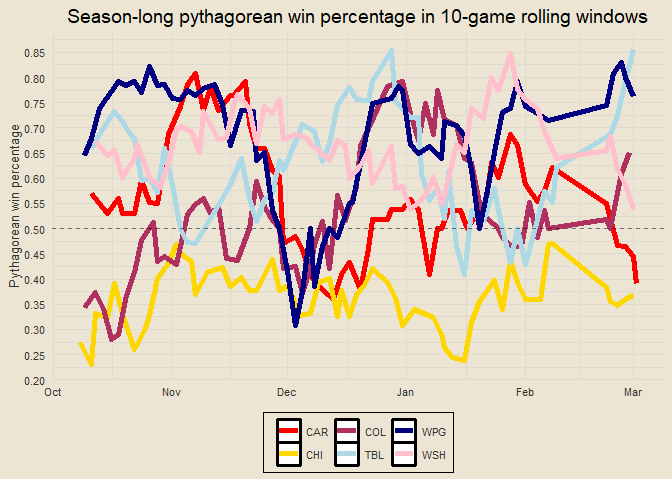 Season-long pythagorean win percentage in 10-game rolling windows
Pythagorean win percentage
0.85
0.80
0.75
0.70
0.65
0.60
0.55
0.50
0.45
0.40
0.35
0.30
0.25
0.20
Oct Nov Dec Jan Feb Mar
CAR COL WPG
CHI TBL WSH